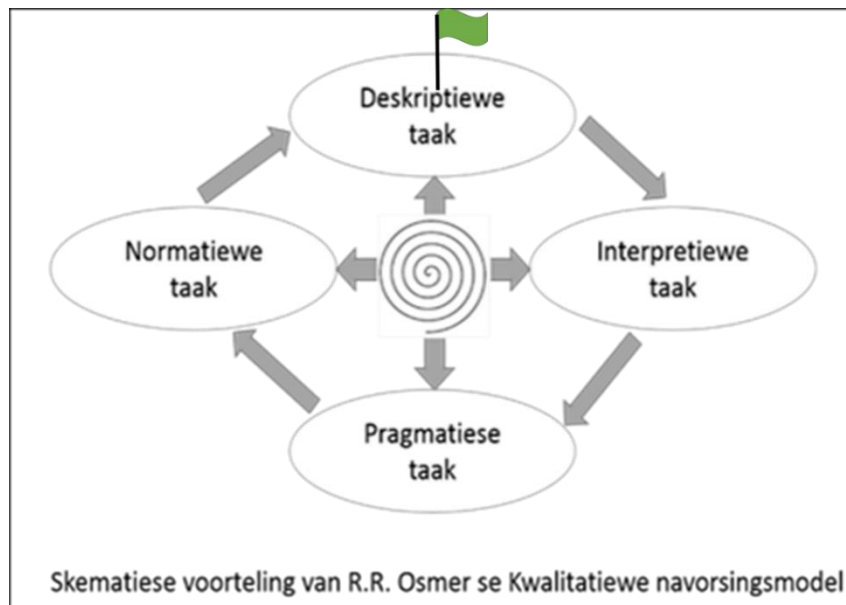 Deskriptiewe
taak
Normatiewe
taak
Interpretiewe
taak
Pragmatiese
taak
Skematiese voorteling van R.R. Osmer se Kwalitatiewe navorsingsmodel